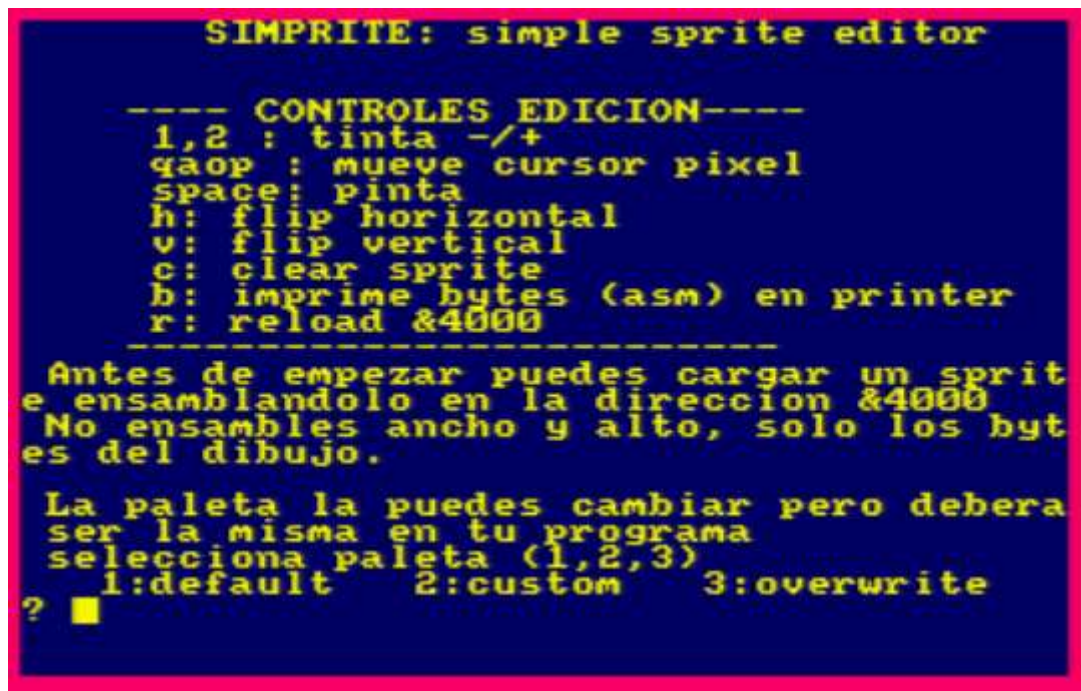 SIMPRITE: simple sprite editor
---- CONTROLES EDICION----
1,2 : tinta -/+
qaop : mueve cursor pixel
space: pinta
h: flip horizontal
v: flip vertical
c: clear sprite
b: imprime bytes (asm) en printer
r: reload &4000
-------------------------
Antes de empezar puedes cargar un sprit
e ensamblandolo en la direccion &4000
No ensambles ancho y alto, solo los byt
es del dibujo.
La paleta la puedes cambiar pero debera
ser la misma en tu programa
selecciona paleta (1,2,3)
1:default 2:custom 3:overwrite
?